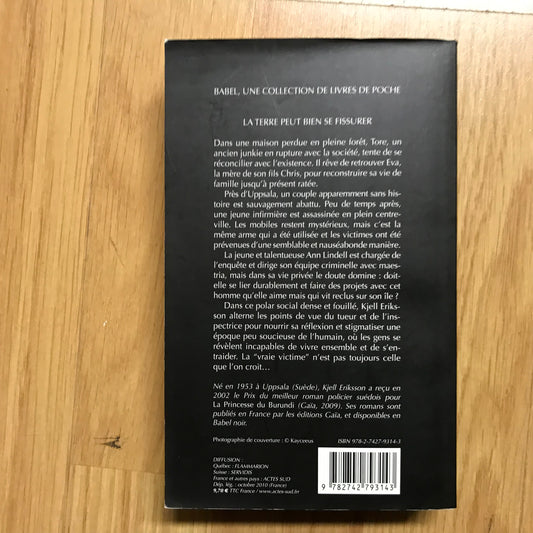 BABEL, UNE COLLECTION DE LIVRES DE POCHE
LA TERRE PEUT BIEN SE FISSURER
Dans une maison perdue en pleine forêt, Tore, un
ancien junkie en rupture avec la société, tente de se
réconcilier avec l'existence. Il rêve de retrouver Eva,
la mère de son fils Chris, pour reconstruire sa vie de
famille jusqu'à présent ratée.
Près d'Uppsala, un couple apparemment sans his-
toire est sauvagement abattu. Peu de temps après,
une jeune infirmière est assassinée en plein centre-
ville. Les mobiles restent mystérieux, mais c'est la
même arme qui a été utilisée et les victimes ont été
prévenues d'une semblable et nauséabonde manière.
La jeune et talentueuse Ann Lindell est chargée de
l'enquête et dirige son équipe criminelle avec maes-
tria, mais dans sa vie privée le doute domine : doit-
elle se lier durablement et faire des projets avec cet
homme qu'elle aime mais qui vit reclus sur son île ?
Dans ce polar social dense et fouillé, Kjell Eriks-
son alterne les points de vue du tueur et de l'ins-
pectrice pour nourrir sa réflexion et stigmatiser une
époque peu soucieuse de l'humain, où les gens se
révèlent incapables de vivre ensemble et de s'en-
traider. La "vraie victime" n'est pas toujours celle
que l'on croit...
Né en 1953 à Uppsala (Suède), Kjell Eriksson a reçu en
2002 le Prix du meilleur roman policier suédois pour
La Princesse du Burundi (Gaïa, 2009). Ses romans sont
publiés en France par les éditions Gaïa, et disponibles en
Babel noir.
Photographie de couverture : © Kayceeus
ISBN 978-2-7427-9314-3
DIFFUSION :
Québec : FLAMMARION
Suisse : SERVIDIS
France et autres pays : ACTES SUD
Dép. lég. : octobre 2010 (France)
9,70 € TTC France / www.actes-sud.fr
9 782742 793143